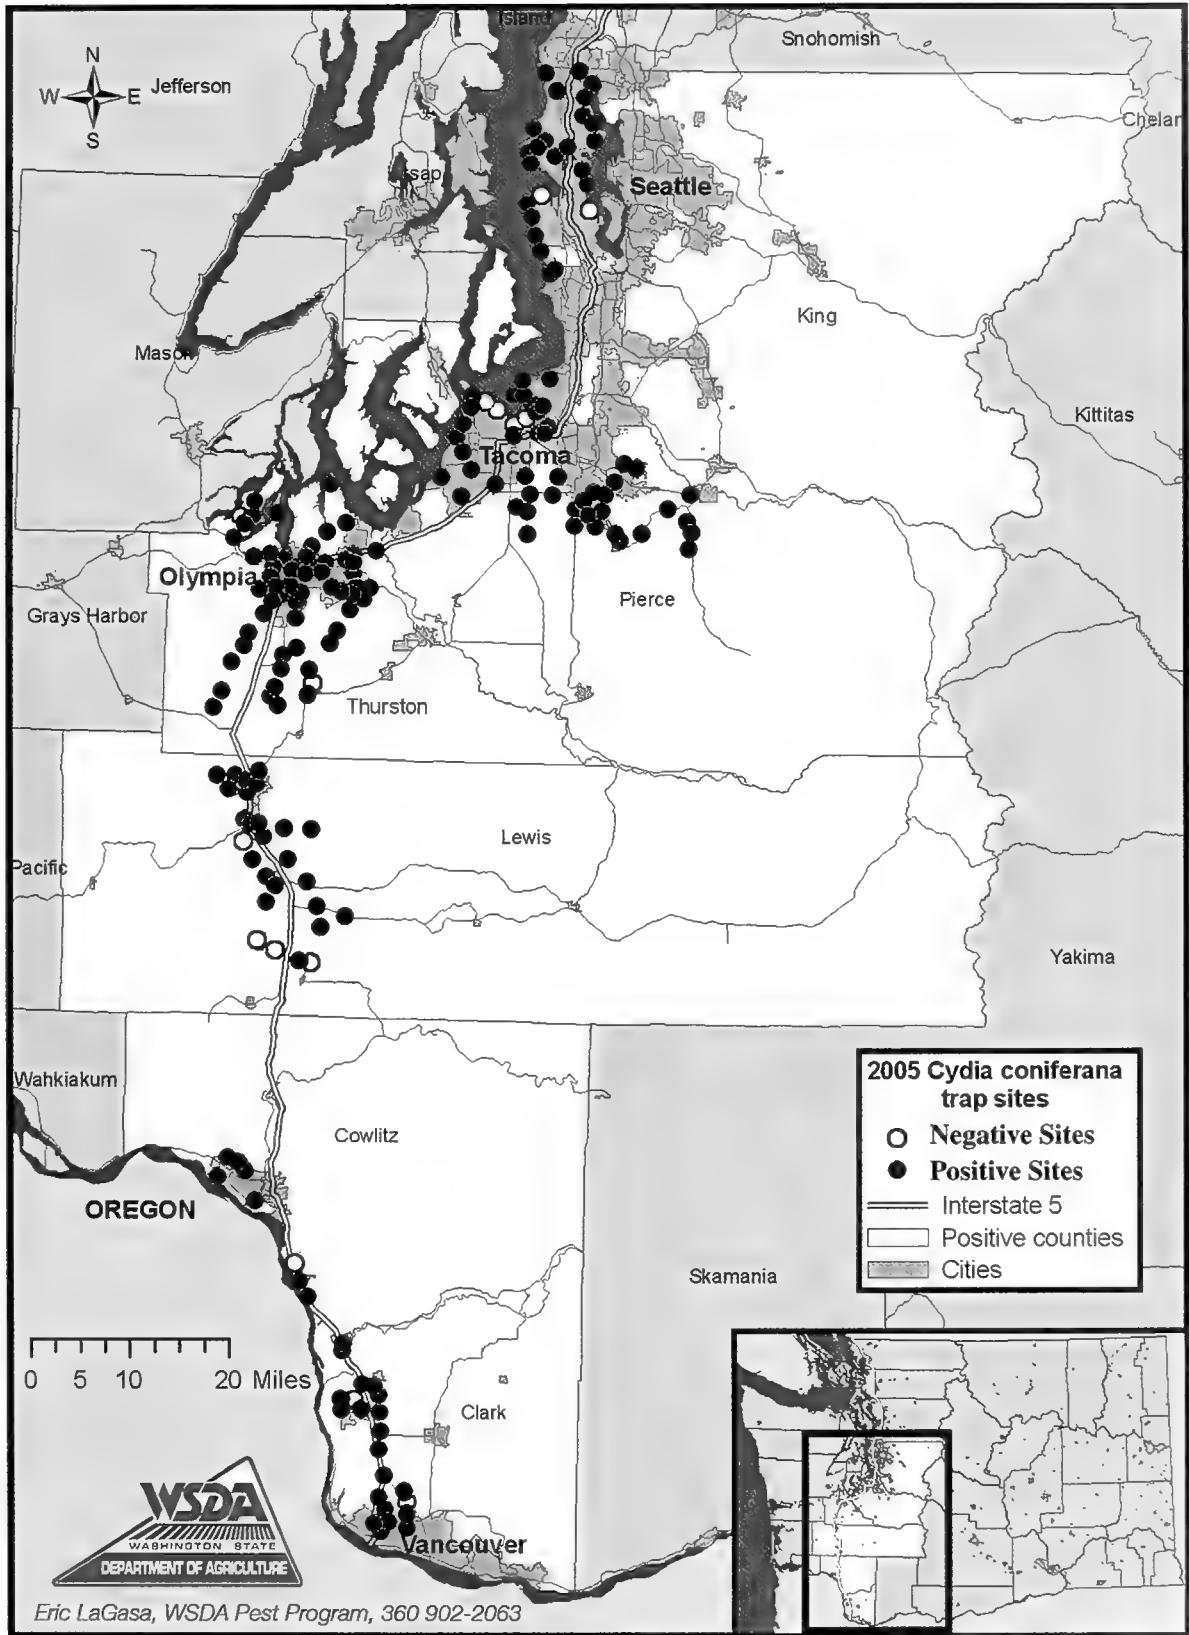 Island
Snohomish
N
W E
S
Jefferson
Chelan
Seattle
King
Mason
Kittitas
Tacoma
Olympia
Pierce
Grays Harbor
Thurston
Lewis
Pacific
Yakima
Wahkiakum
Cowlitz
OREGON
2005 Cydia coniferana
trap sites
Negative Sites
Positive Sites
Interstate 5
Positive counties
Cities
Skamania
0 5 10 20 Miles
Clark
Vancouver
WSDA
WASHINGTON STATE
DEPARTMENT OF AGRICULTURE
Eric LaGasa, WSDA Pest Program, 360 902-2063